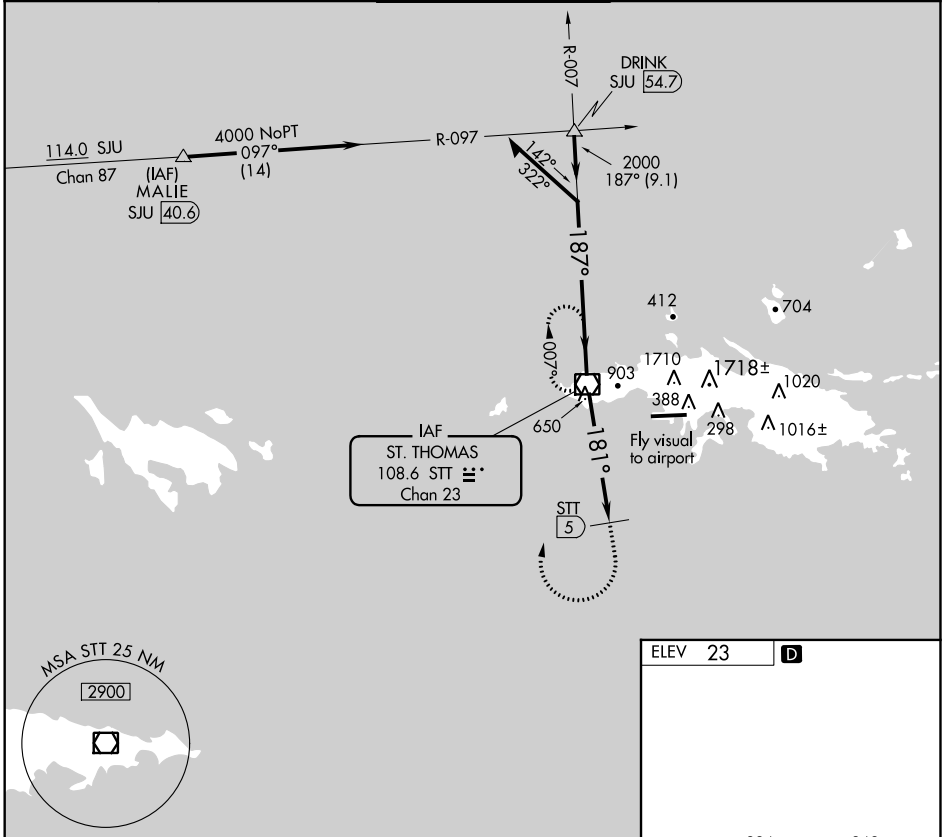 R-007
DRINK
SJU 54.7
4000 NoPT
097°
(14)
R-097
114.0 SJU
Chan 87
(IAF)
MALIE
SJU 40.6
142°
322°
2000
187° (9.1)
187°
412
704
007°
903
1710
1718±
1020
388
298
1016±
650
Fly visual
to airport
IAF
ST. THOMAS
108.6 STT
Chan 23
181°
STT
5
MSA STT 25 NM
2900
ELEV 23
D